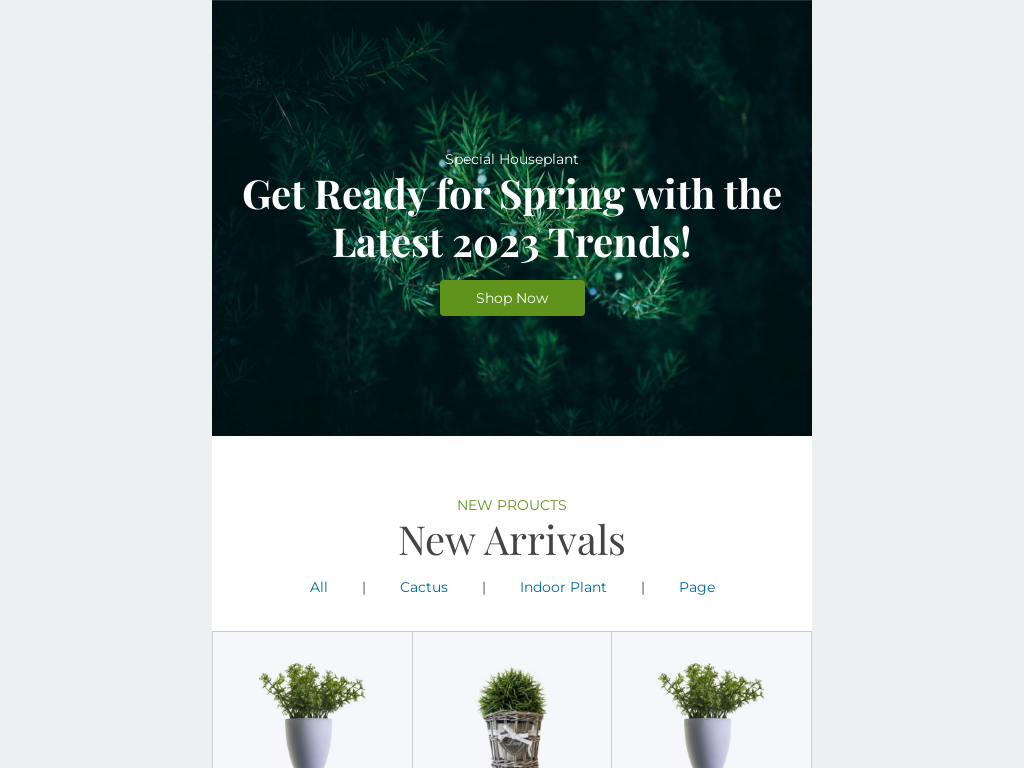 Special Houseplant
Get Ready for Spring with the
Latest 2023 Trends!
Shop Now
NEW PROUCTS
New Arrivals
All | Cactus | Indoor Plant | Page